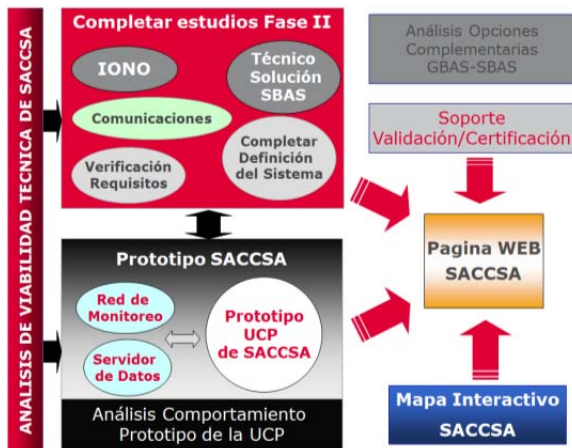 ANALISIS DE VIABILIDAD TECNICA DE SACCSA
Completar estudios Fase II
IONO
Técnico
Solución
SBAS
Comunicaciones
Verificación
Requisitos
Completar
Definición
del Sistema
Prototipo SACCSA
Red de
Monitoreo
Servidor
de Datos
Prototipo
UCP
de SACCSA
Análisis Comportamiento
Prototipo de la UCP
Análisis Opciones
Complementarias
GBAS-SBAS
Soporte
Validación/Certificación
Pagina WEB
SACCSA
Mapa Interactivo
SACCSA